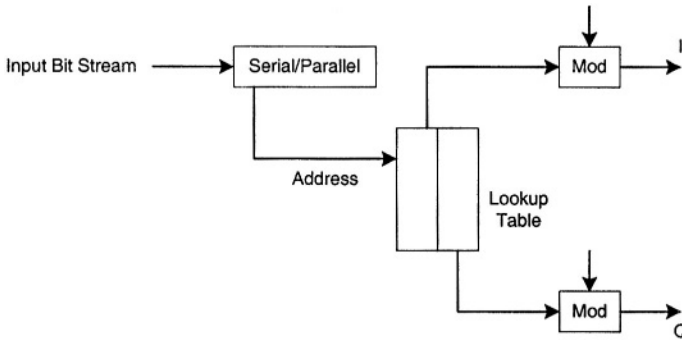 Input Bit Stream
Serial/Parallel
Mod
I
Address
Lookup
Table
Mod